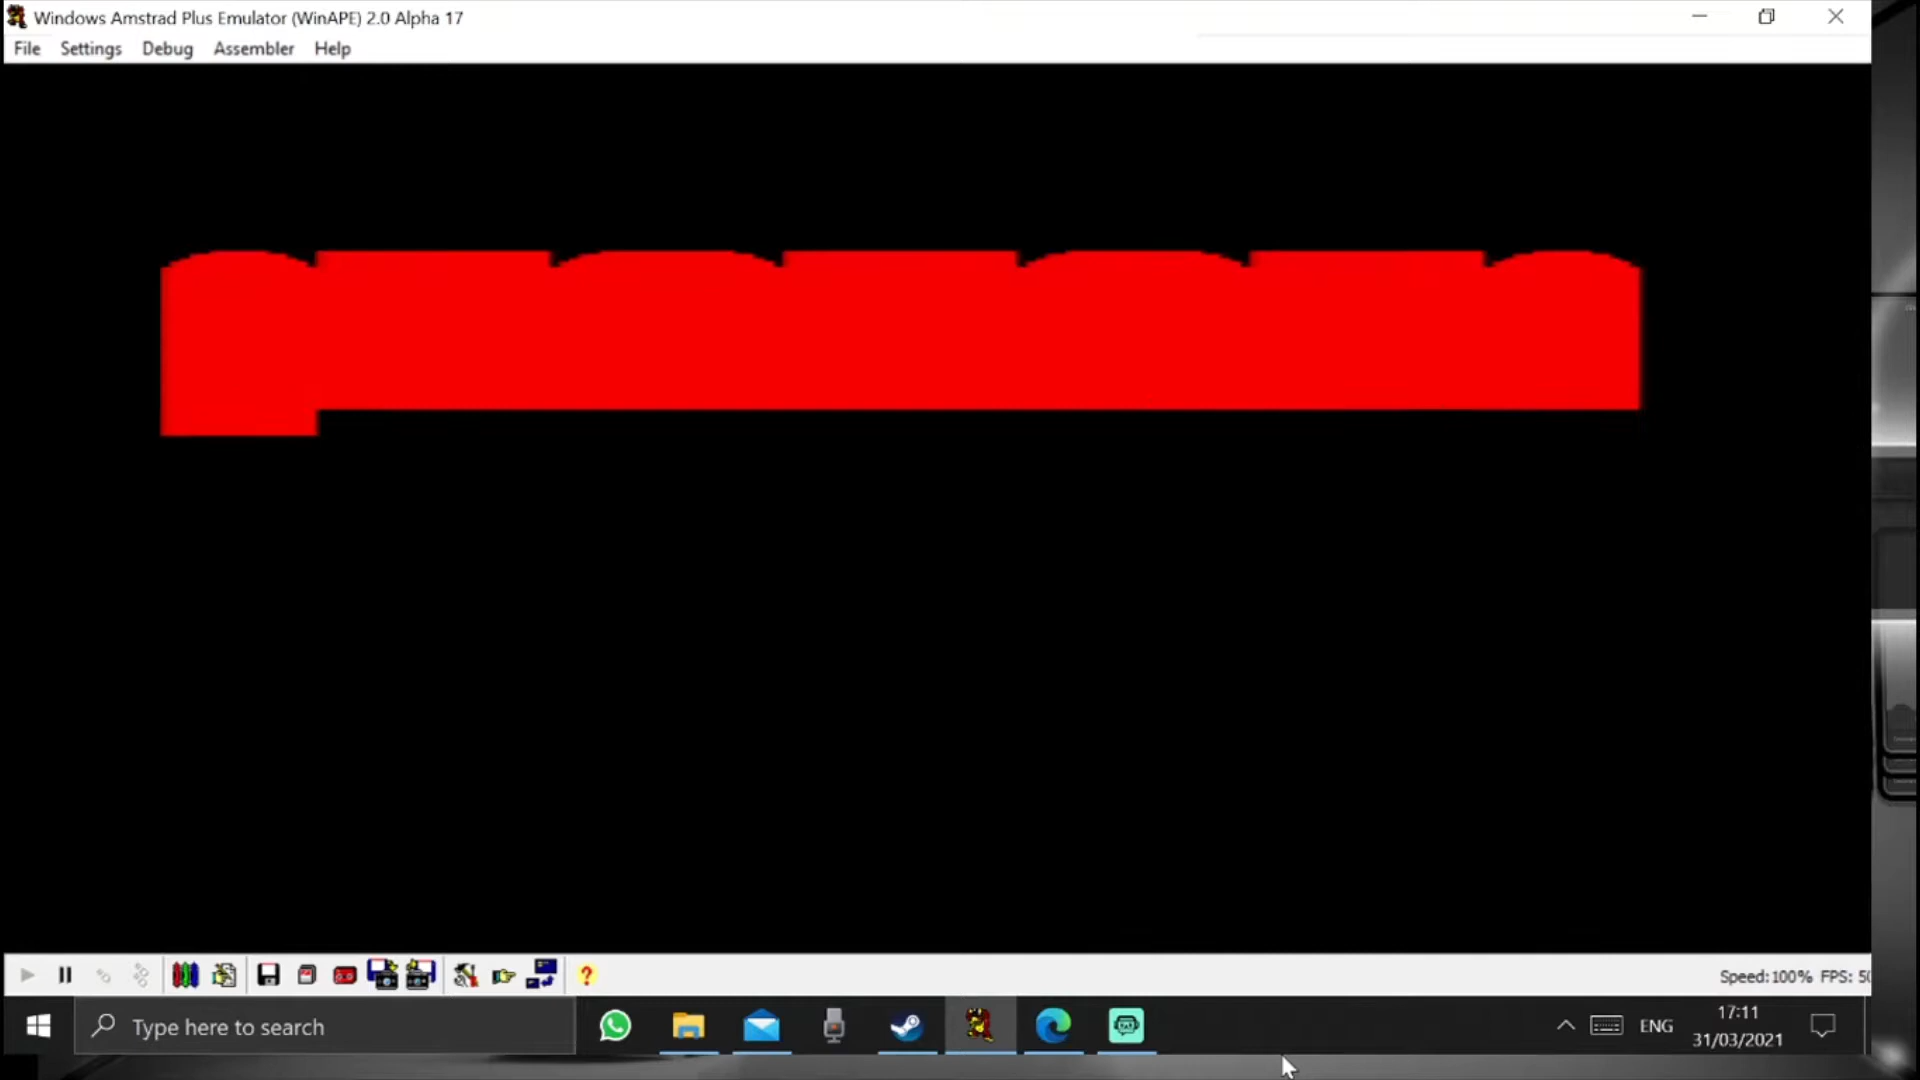 Windows Amstrad Plus Emulator (WinAPE) 2.0 Alpha 17
File Settings Debug Assembler Help
Speed:100% FPS: 50
Type here to search
ENG
17:11
31/03/2021